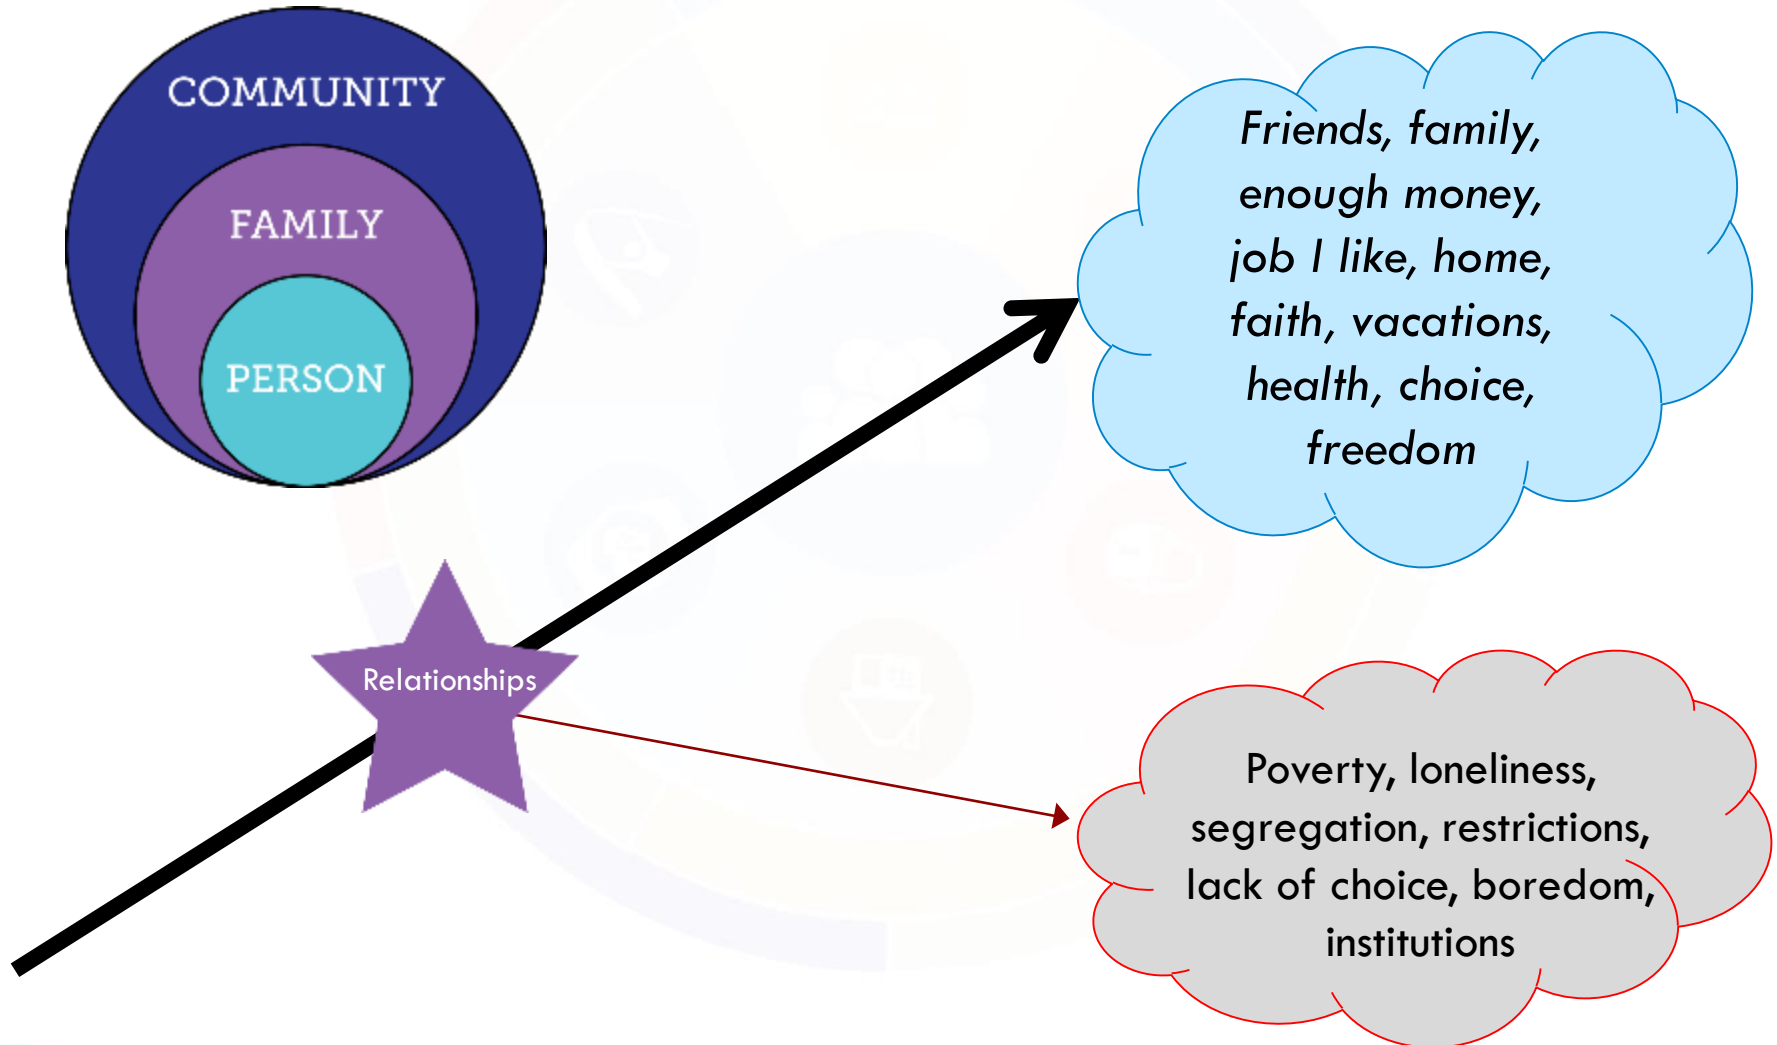 COMMUNITY
FAMILY
PERSON
Friends, family,
enough money,
job I like, home,
faith, vacations,
health, choice,
freedom
Relationships
Poverty, loneliness,
segregation, restrictions,
lack of choice, boredom,
institutions